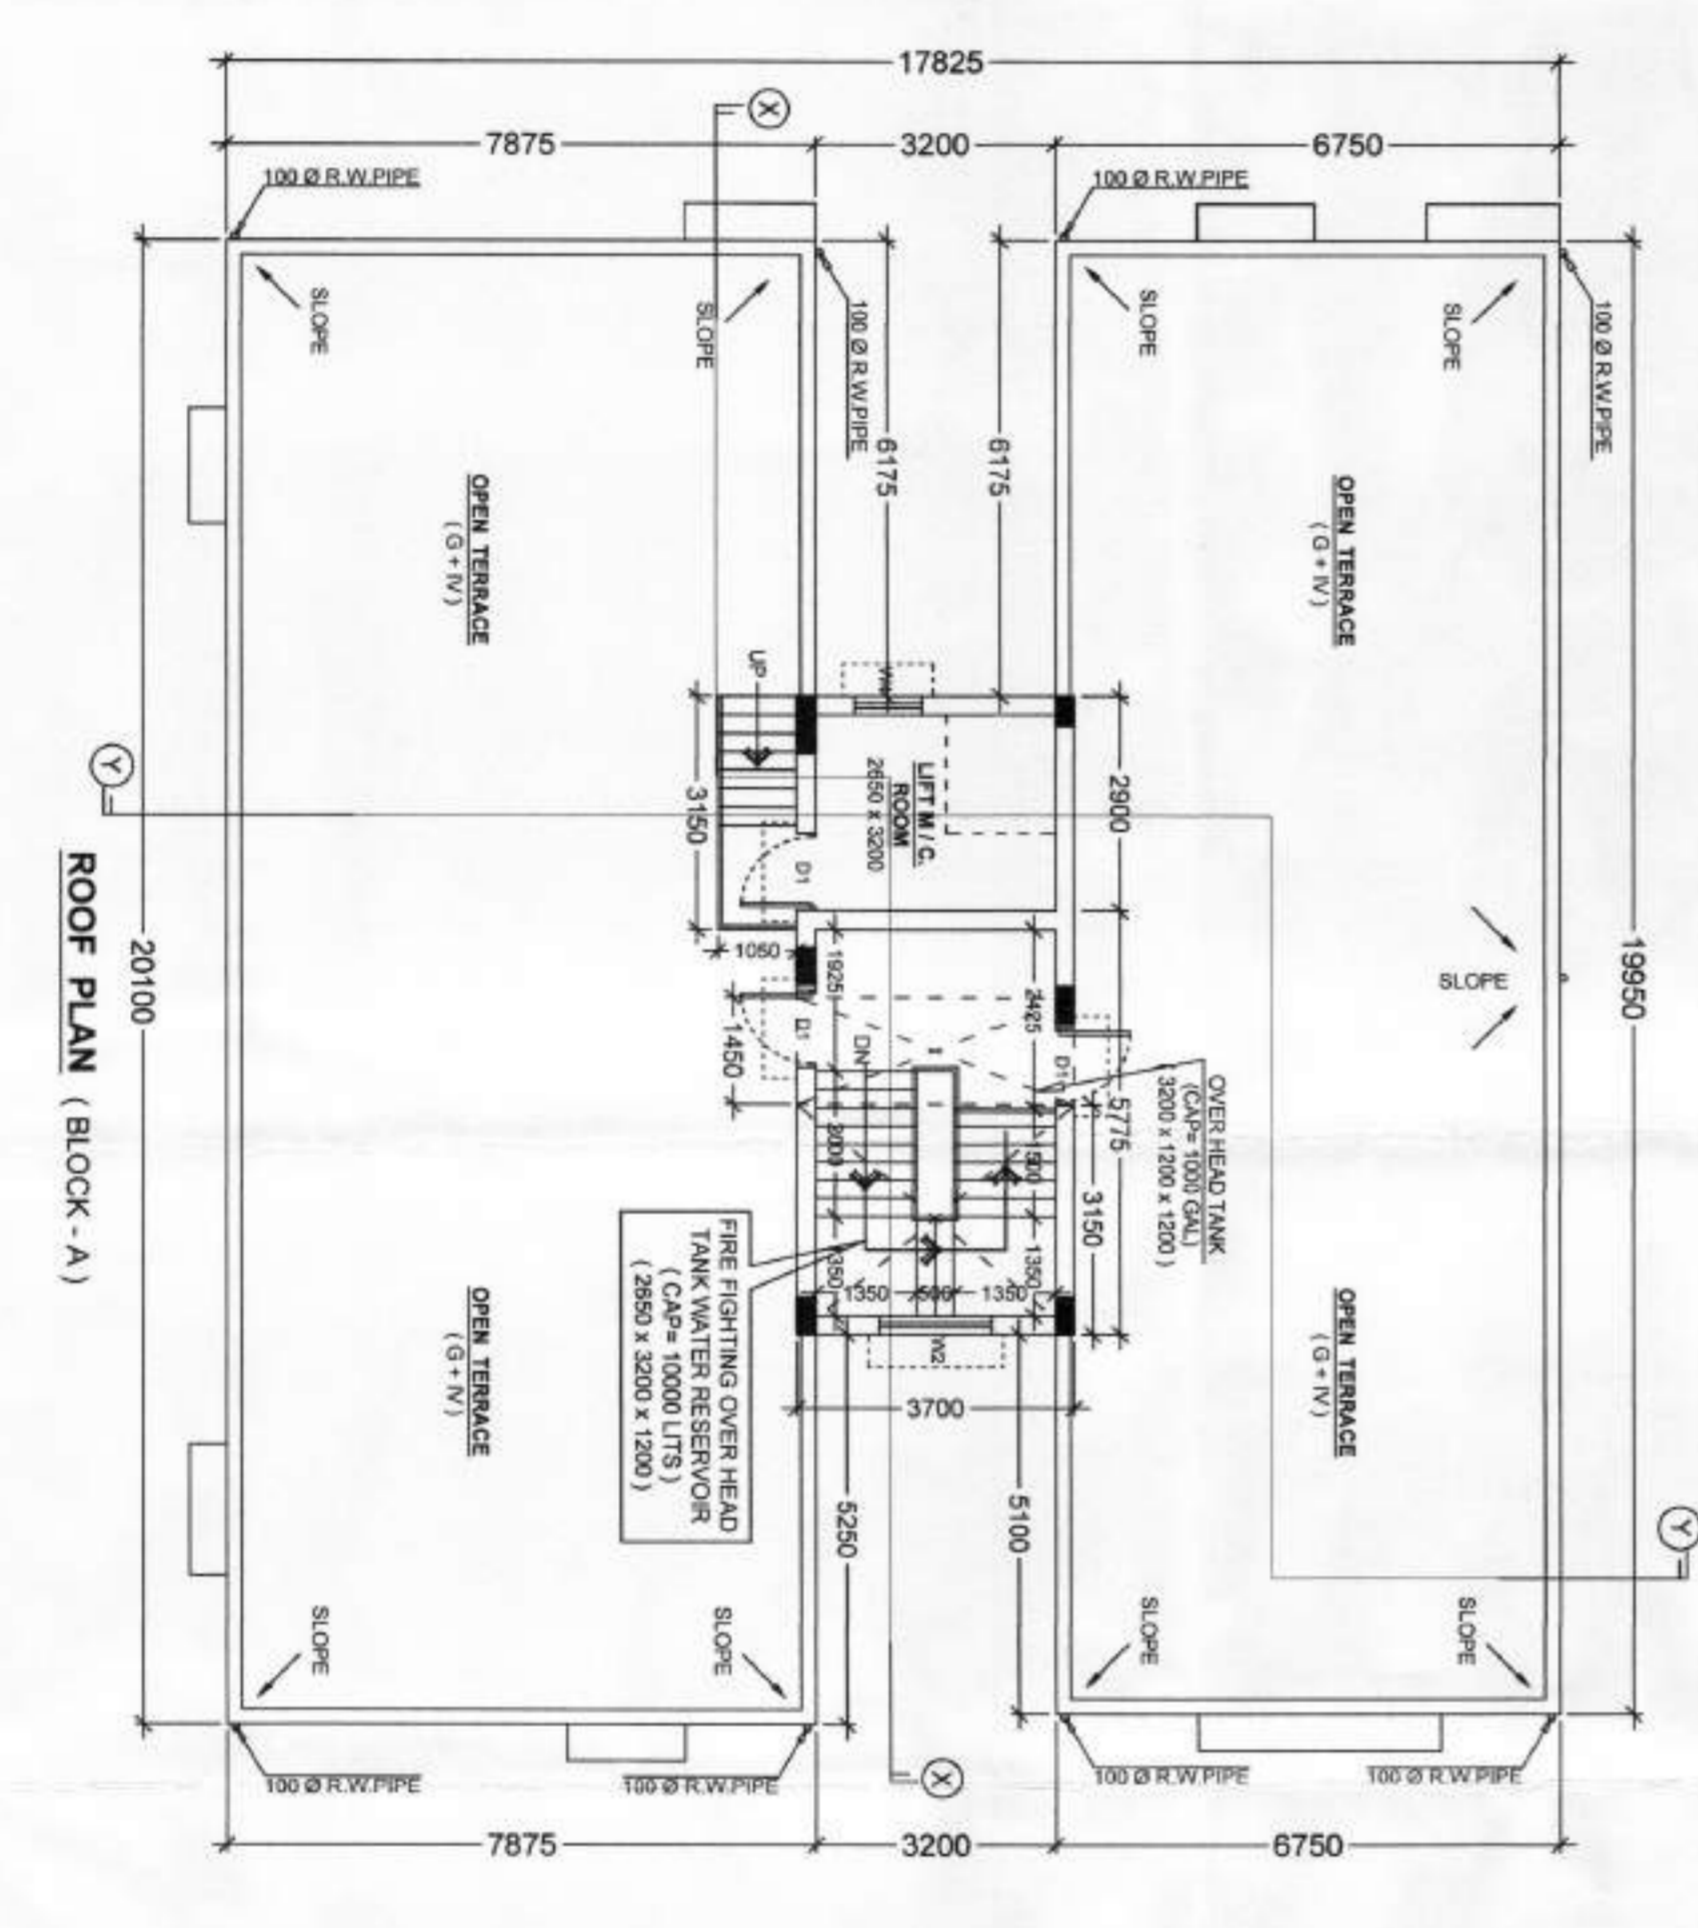 17825
7875
3200
6750
X
100 Ø R.W.PIPE
100 Ø R.W.PIPE
SLOPE
SLOPE
SLOPE
SLOPE
100 Ø R.W.PIPE
100 Ø R.W.PIPE
6175
6175
OPEN TERRACE
( G + IV )
OPEN TERRACE
( G + IV )
UP
LIFT M / C.
ROOM
2650 x 3200
2900
3150
Y
D1
1050
1925
2425
SLOPE
19950
20100
ROOF PLAN ( BLOCK - A )
1450
D1
DN
D1
5775
OVER HEAD TANK
(CAP= 1000 GAL)
( 3200 x 1200 x 1200 )
3150
1350
1350
1350
W2
FIRE FIGHTING OVER HEAD
TANK WATER RESERVOIR
( CAP= 10000 LITS )
( 2650 x 3200 x 1200 )
3700
5250
5100
OPEN TERRACE
( G + IV )
OPEN TERRACE
( G + IV )
Y
SLOPE
SLOPE
SLOPE
SLOPE
X
100 Ø R.W.PIPE
100 Ø R.W.PIPE
100 Ø R.W.PIPE
100 Ø R.W.PIPE
7875
3200
6750